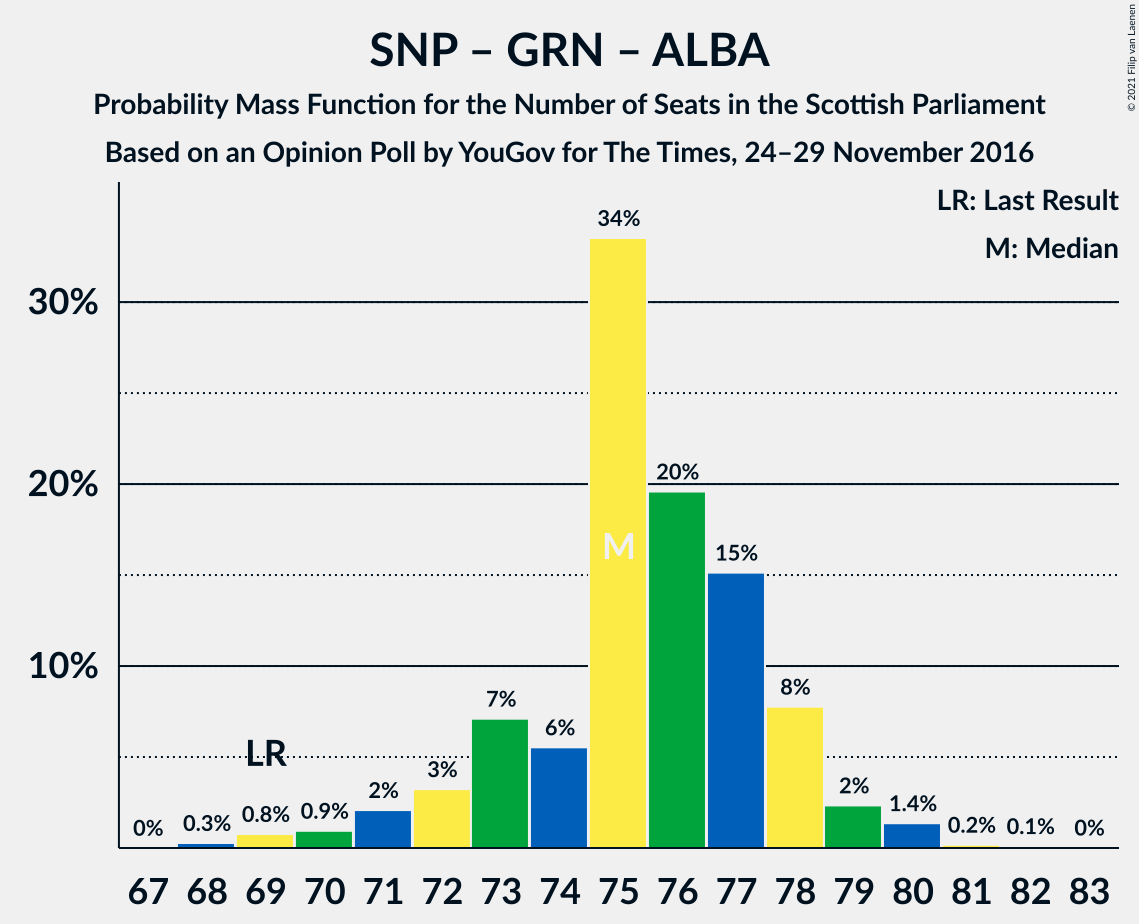 SNP – GRN – ALBA
Probability Mass Function for the Number of Seats in the Scottish Parliament
Based on an Opinion Poll by YouGov for The Times, 24–29 November 2016
© 2021 Filip van Laenen
LR: Last Result
M: Median
34%
30%
20%
20%
M
15%
10%
8%
7%
6%
LR
3%
2%
2%
1.4%
0% 0.3% 0.8% 0.9% 0.2% 0.1% 0%
67 68 69 70 71 72 73 74 75 76 77 78 79 80 81 82 83